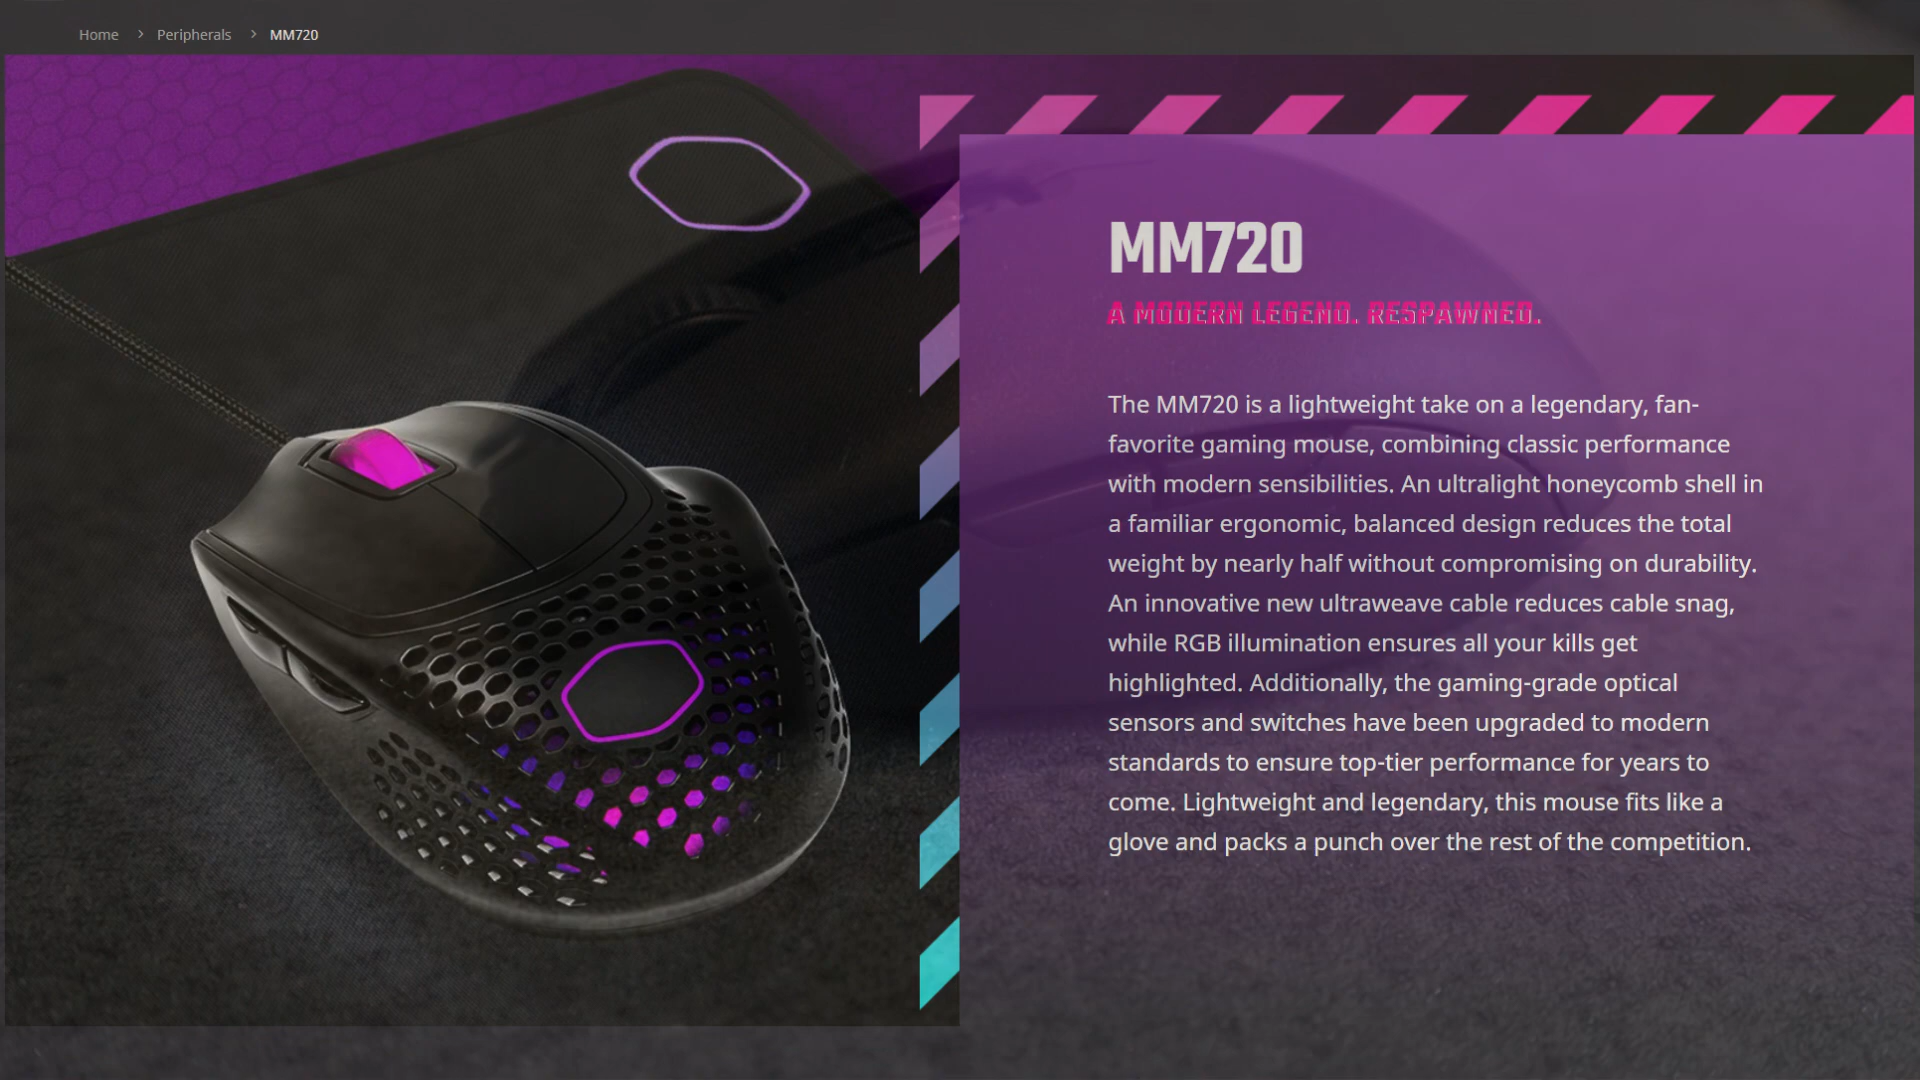 Home > Peripherals > MM720
MM720
A MODERN LEGEND. RESPAWNED.
The MM720 is a lightweight take on a legendary, fan-
favorite gaming mouse, combining classic performance
with modern sensibilities. An ultralight honeycomb shell in
a familiar ergonomic, balanced design reduces the total
weight by nearly half without compromising on durability.
An innovative new ultraweave cable reduces cable snag,
while RGB illumination ensures all your kills get
highlighted. Additionally, the gaming-grade optical
sensors and switches have been upgraded to modern
standards to ensure top-tier performance for years to
come. Lightweight and legendary, this mouse fits like a
glove and packs a punch over the rest of the competition.